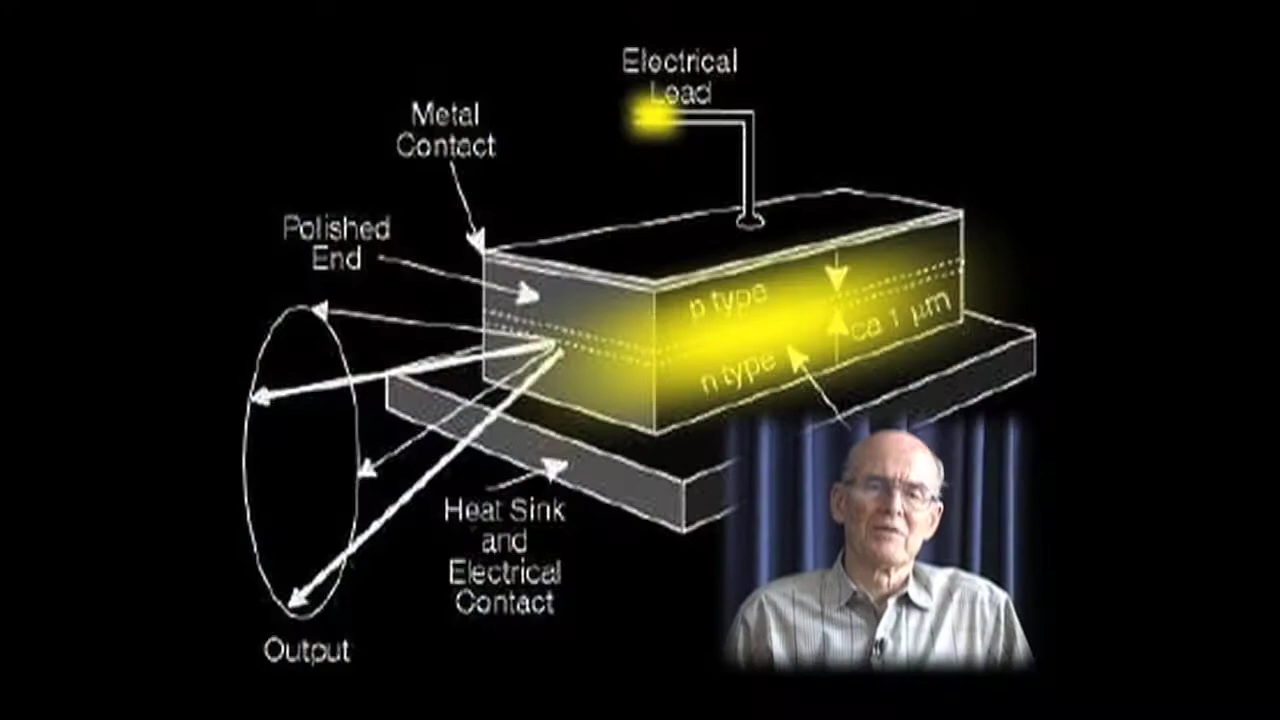 Electrical
Lead
Metal
Contact
Polished
End
p type
n type
ca 1 μm
Heat Sink
and
Electrical
Contact
Output